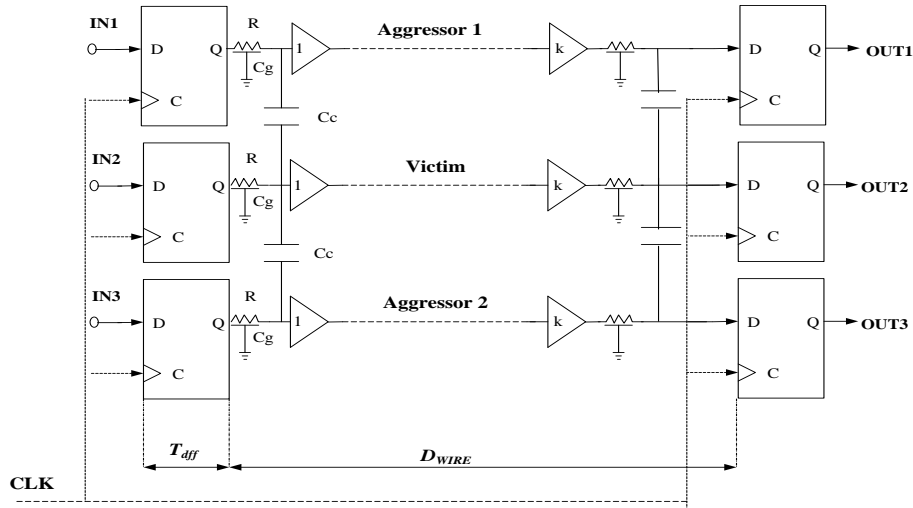 IN1
D
Q
R
1
Aggressor 1
k
D
Q
OUT1
C
Cg
C
Cc
IN2
D
Q
R
1
Victim
k
D
Q
OUT2
C
Cg
C
Cc
IN3
D
Q
R
1
Aggressor 2
k
D
Q
OUT3
C
Cg
C
Tdff
DWIRE
CLK